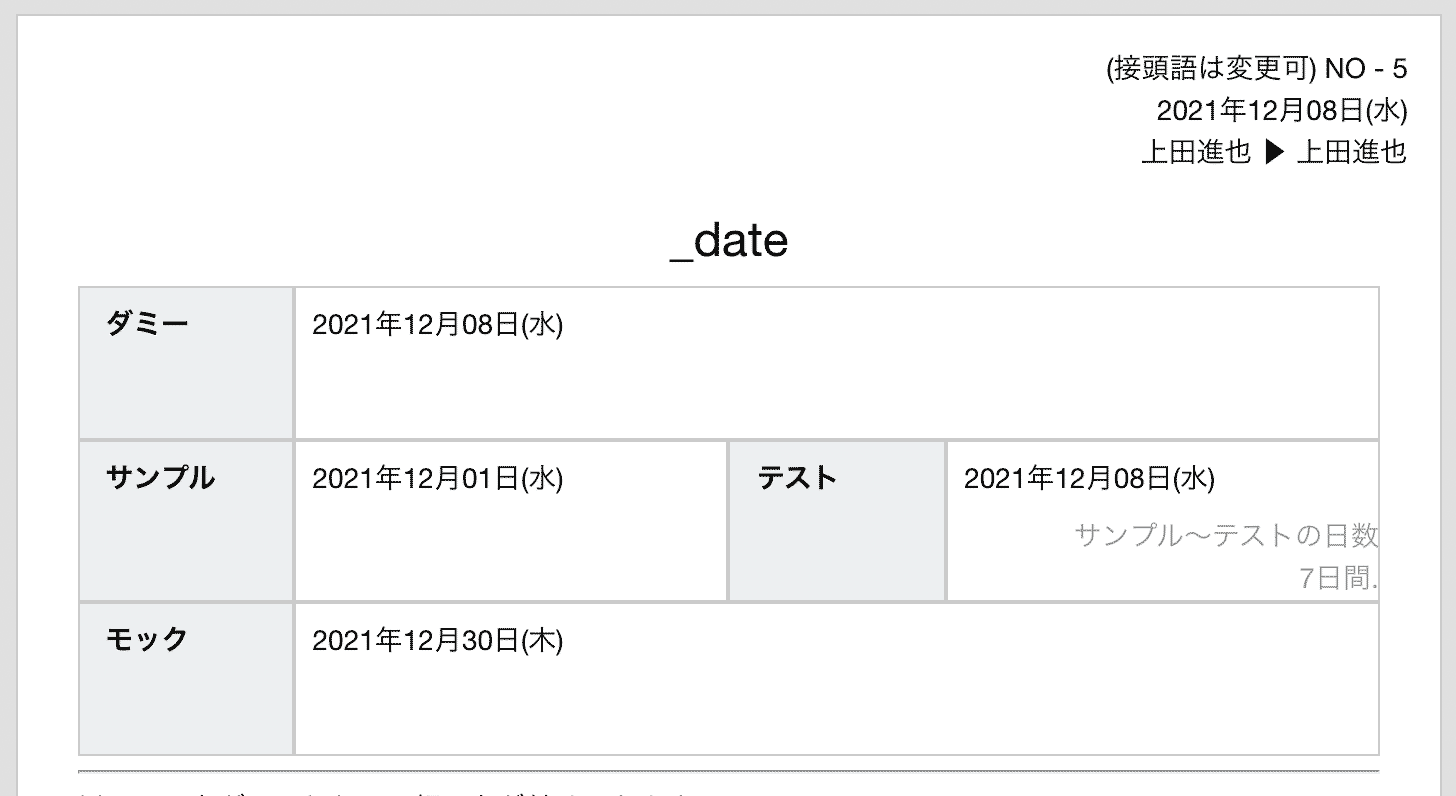 (接頭語は変更可) NO - 5
2021年12月08日(水)
上田進也 ▶ 上田進也
_date
ダミー 2021年12月08日(水)
サンプル 2021年12月01日(水) テスト 2021年12月08日(水)
サンプル〜テストの日数
7日間.
モック 2021年12月30日(木)